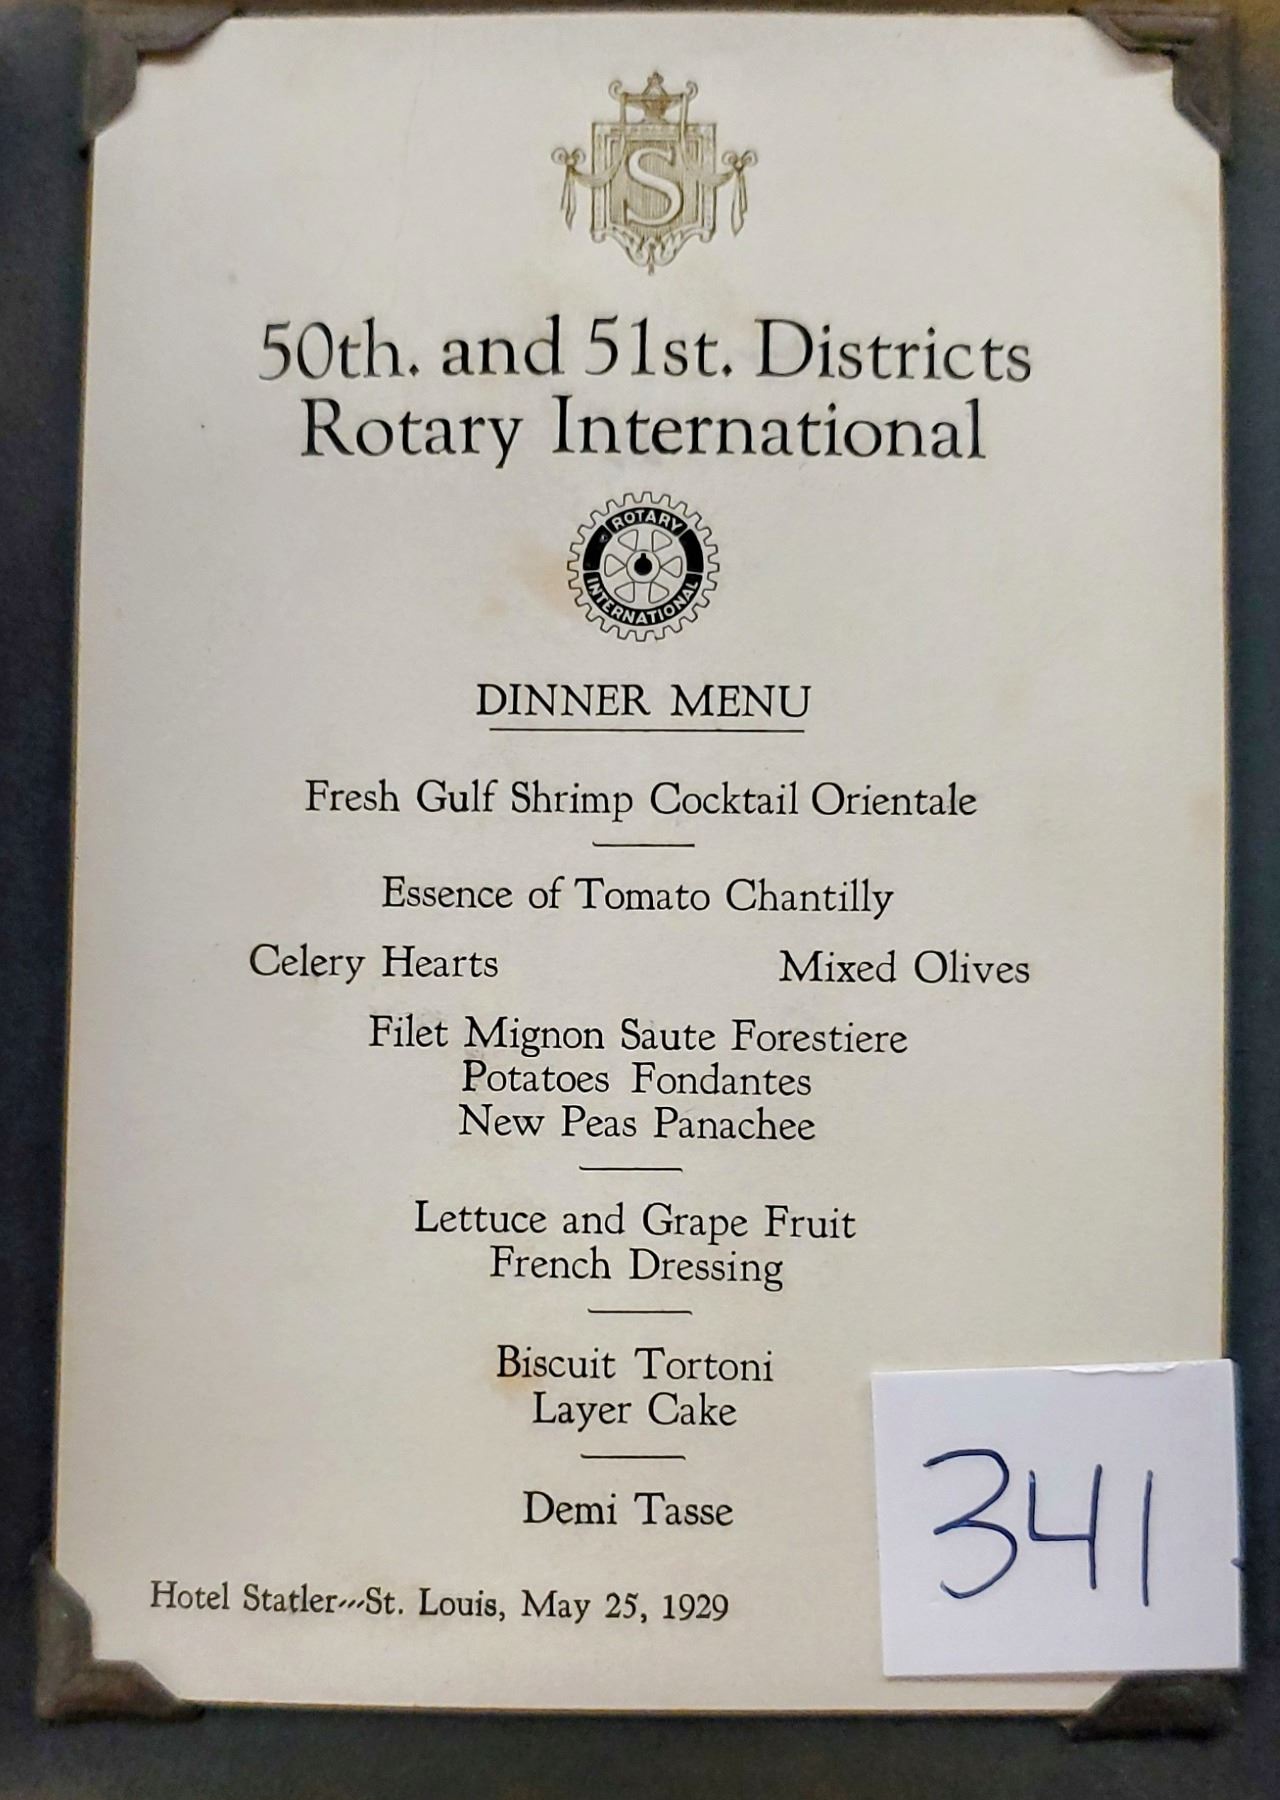 S
50th. and 51st. Districts
Rotary International
ROTARY
INTERNATIONAL
DINNER MENU
Fresh Gulf Shrimp Cocktail Orientale
Essence of Tomato Chantilly
Celery Hearts Mixed Olives
Filet Mignon Saute Forestiere
Potatoes Fondantes
New Peas Panachee
Lettuce and Grape Fruit
French Dressing
Biscuit Tortoni
Layer Cake
Demi Tasse
Hotel Statler---St. Louis, May 25, 1929
341